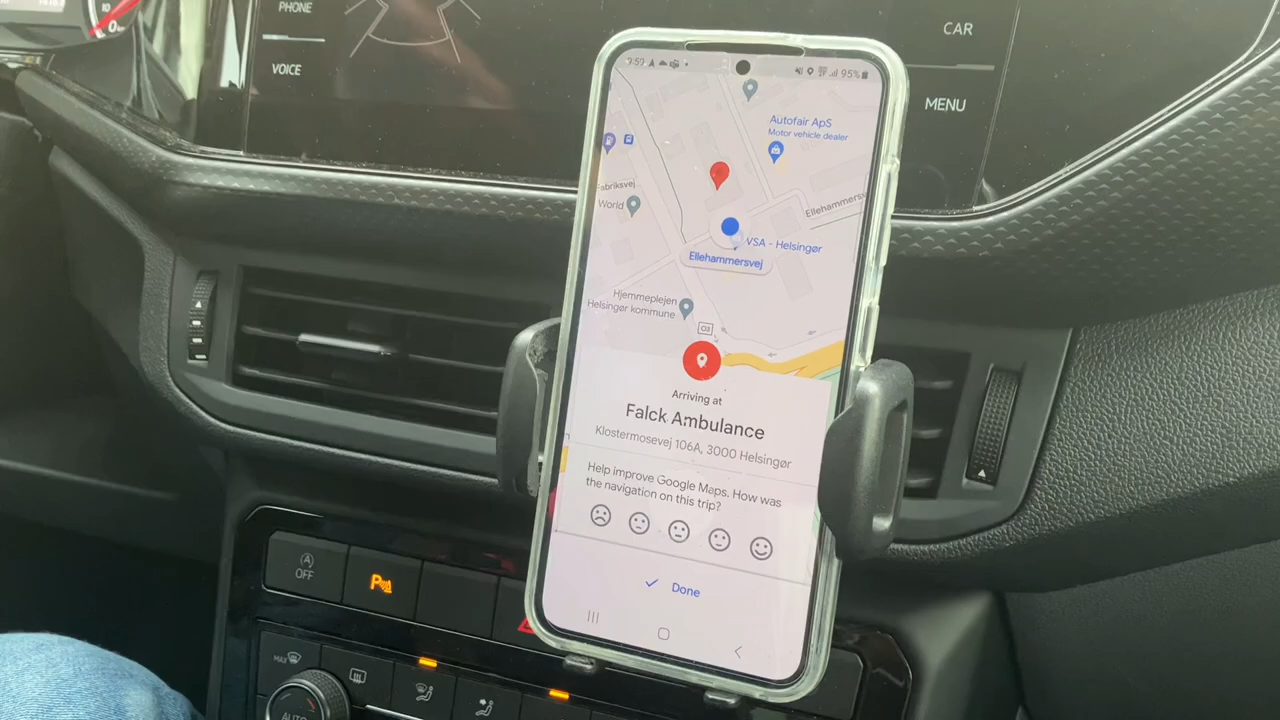 PHONE
VOICE
CAR
MENU
95%
Autofair ApS
Motor vehicle dealer
Fabriksvej
World
Ellehammersv
VSA - Helsingør
Ellehammersvej
Hjemmeplejen
Helsingør kommune
O3
Arriving at
Falck Ambulance
Klostermosevej 106A, 3000 Helsingør
Help improve Google Maps. How was
the navigation on this trip?
Done
A
OFF
P
MAX
AUTO